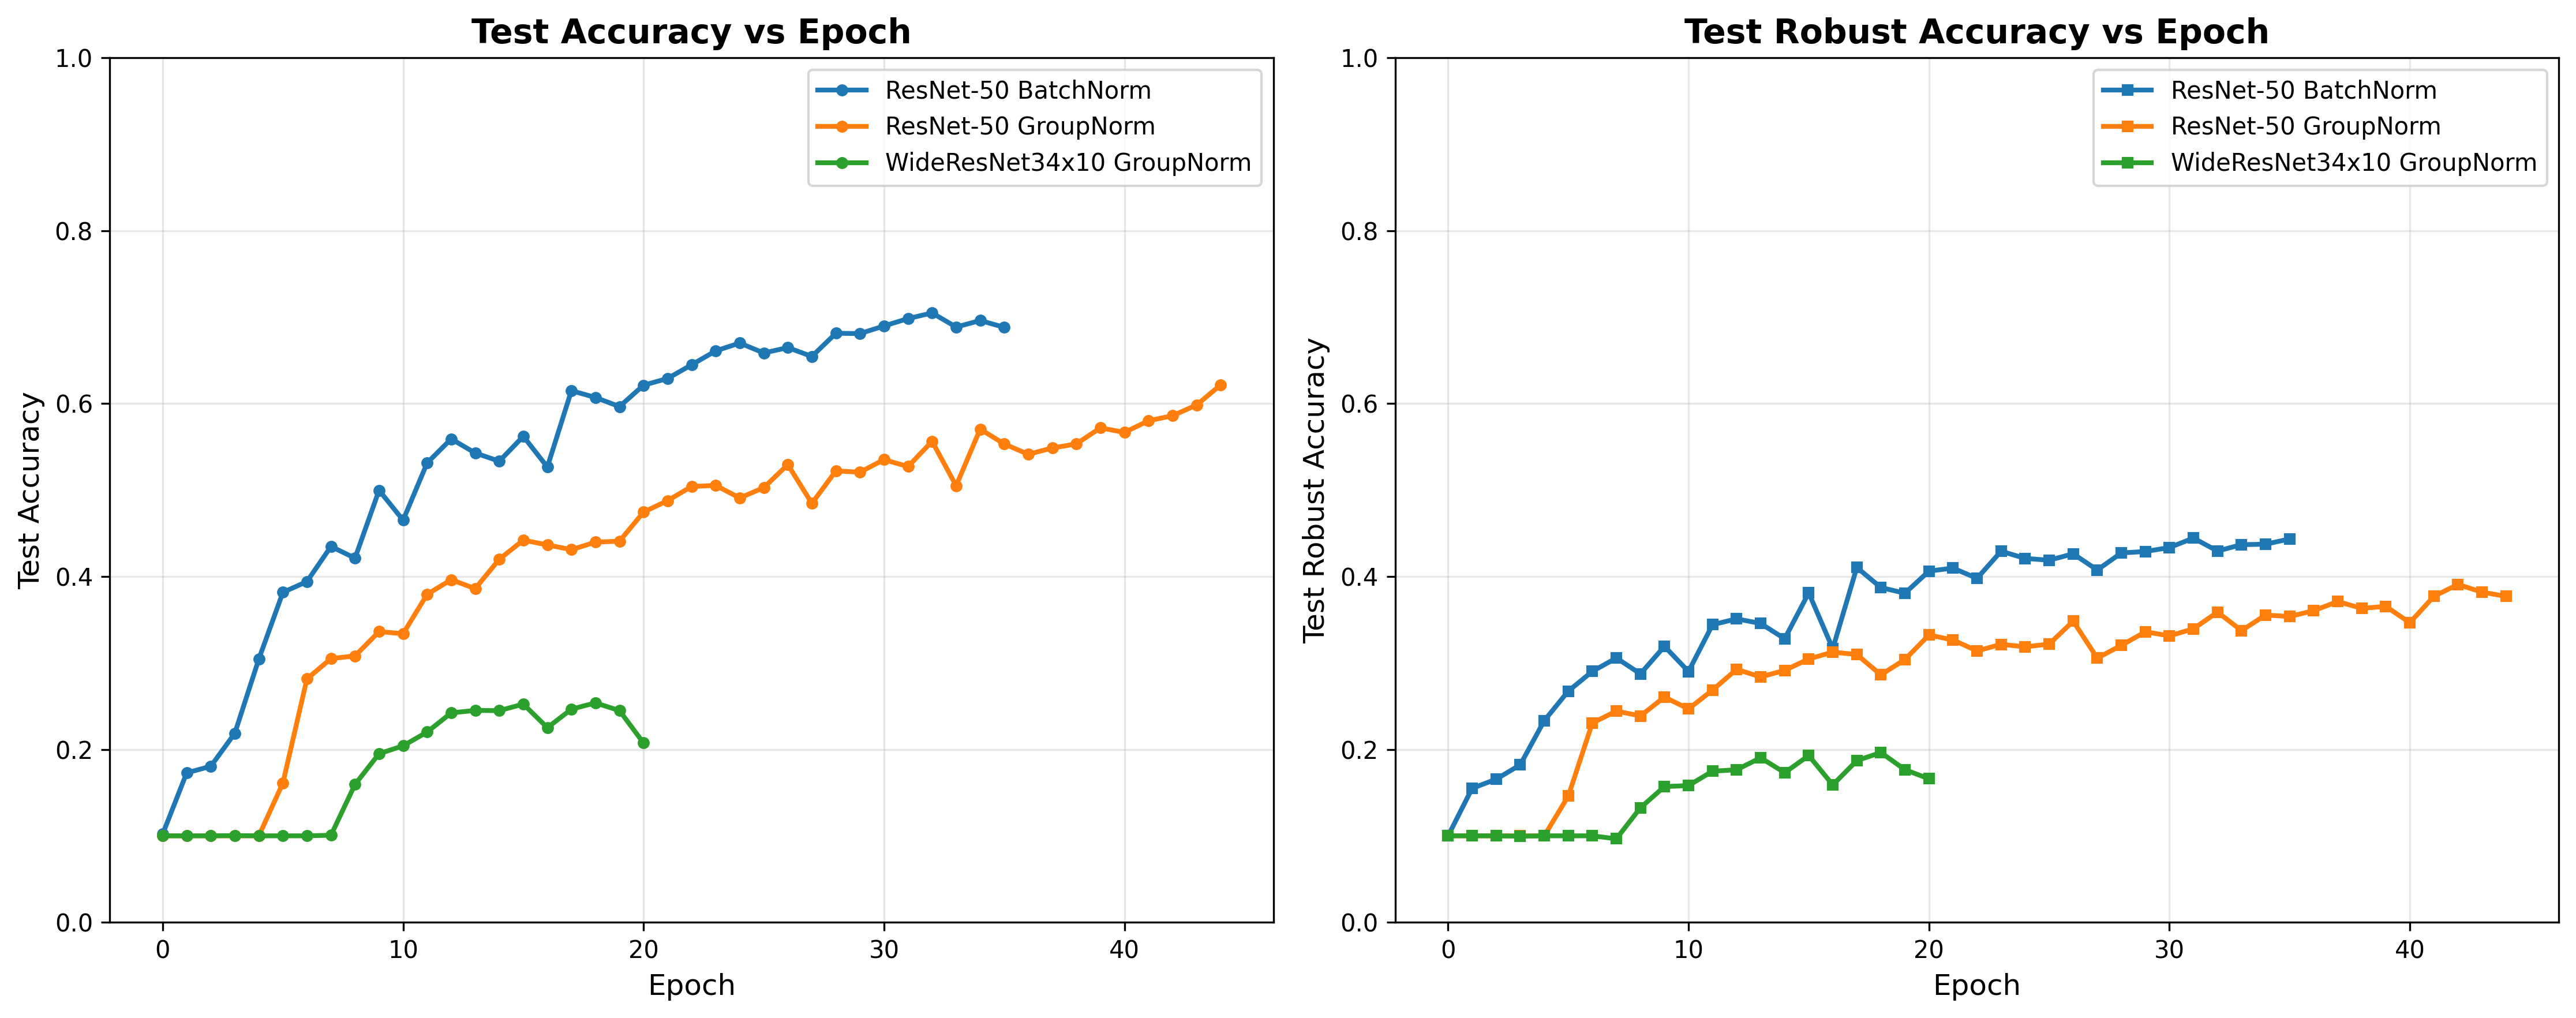 Test Accuracy vs Epoch
1.0
0.8
0.6
0.4
0.2
0.0
Test Accuracy
0
10
20
30
40
Epoch
ResNet-50 BatchNorm
ResNet-50 GroupNorm
WideResNet34x10 GroupNorm
Test Robust Accuracy vs Epoch
1.0
0.8
0.6
0.4
0.2
0.0
Test Robust Accuracy
0
10
20
30
40
Epoch
ResNet-50 BatchNorm
ResNet-50 GroupNorm
WideResNet34x10 GroupNorm